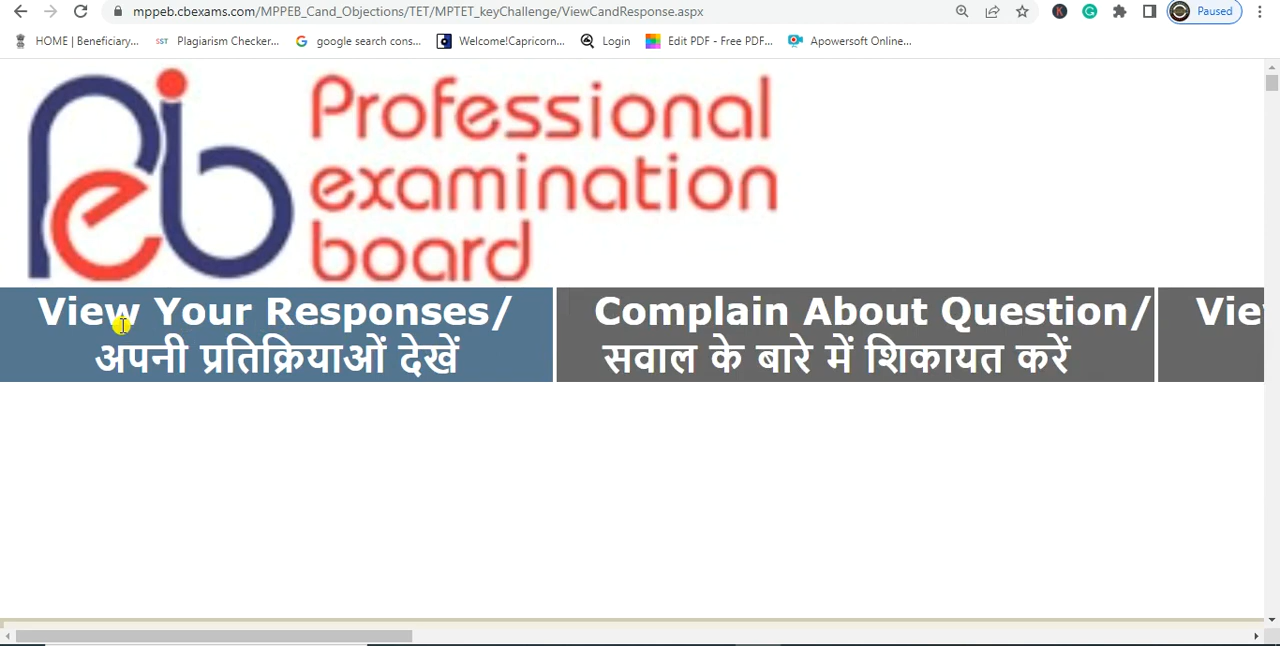 mppeb.cbexams.com/MPPEB_Cand_Objections/TET/MPTET_keyChallenge/ViewCandResponse.aspx
Paused
HOME | Beneficiary... SST Plagiarism Checker... google search cons... Welcome!Capricorn... Login Edit PDF - Free PDF... Apowersoft Online...
Peb
Professional
examination
board
View Your Responses/ Complain About Question/ Vie
अपनी प्रतिक्रियाओं देखें सवाल के बारे में शिकायत करें